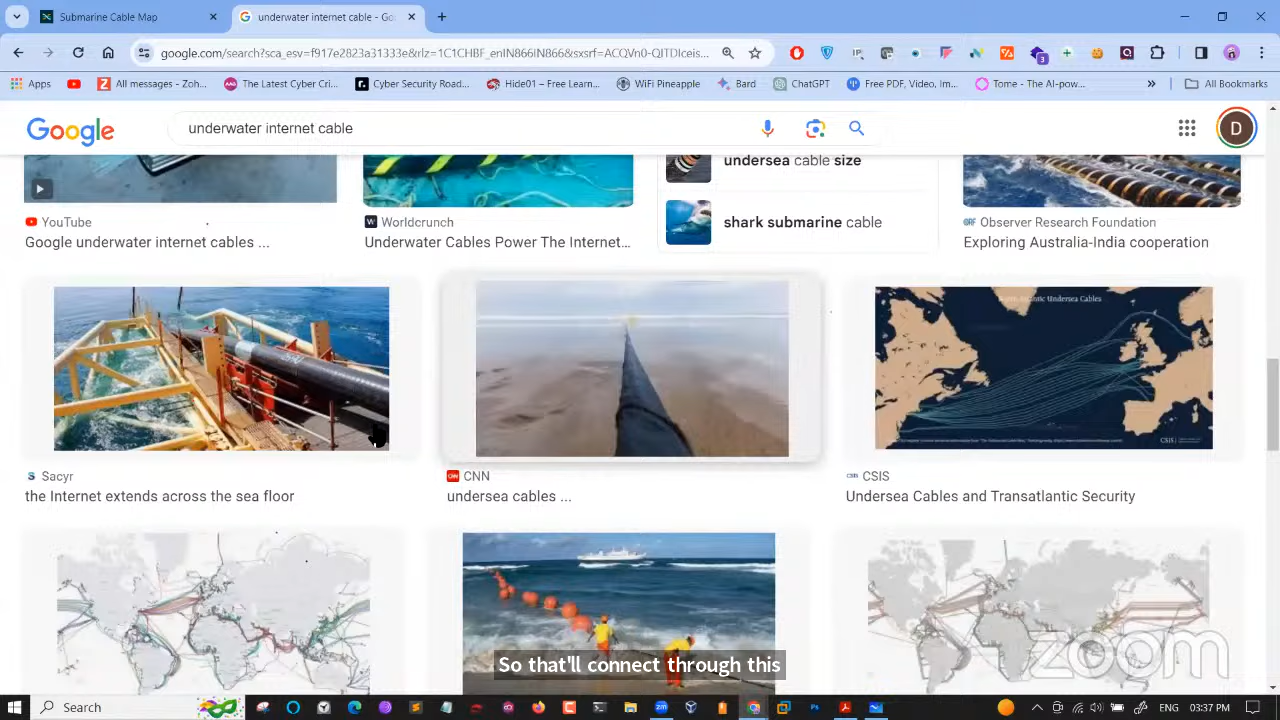 Submarine Cable Map
underwater internet cable - Go
google.com/search?sca_esv=f917e2823a31333e&rlz=1C1CHBF_enIN866IN866&sxsrf=ACQVn0-QJTDIceis...
Apps
All messages - Zoh...
The Latest Cyber Cri...
Cyber Security Road...
Hide01 – Free Learn...
WiFi Pineapple
Bard
ChatGPT
Free PDF, Video, Im...
Tome - The AI-pow...
»
All Bookmarks
Google
underwater internet cable
D
undersea cable size
shark submarine cable
YouTube
Google underwater internet cables ...
Worldcrunch
Underwater Cables Power The Internet...
Observer Research Foundation
Exploring Australia-India cooperation
Undersea Cables
CSIS
Sacyr
the Internet extends across the sea floor
CNN
undersea cables ...
CSIS
Undersea Cables and Transatlantic Security
So that'll connect through this
zoom
Search
ENG
03:37 PM